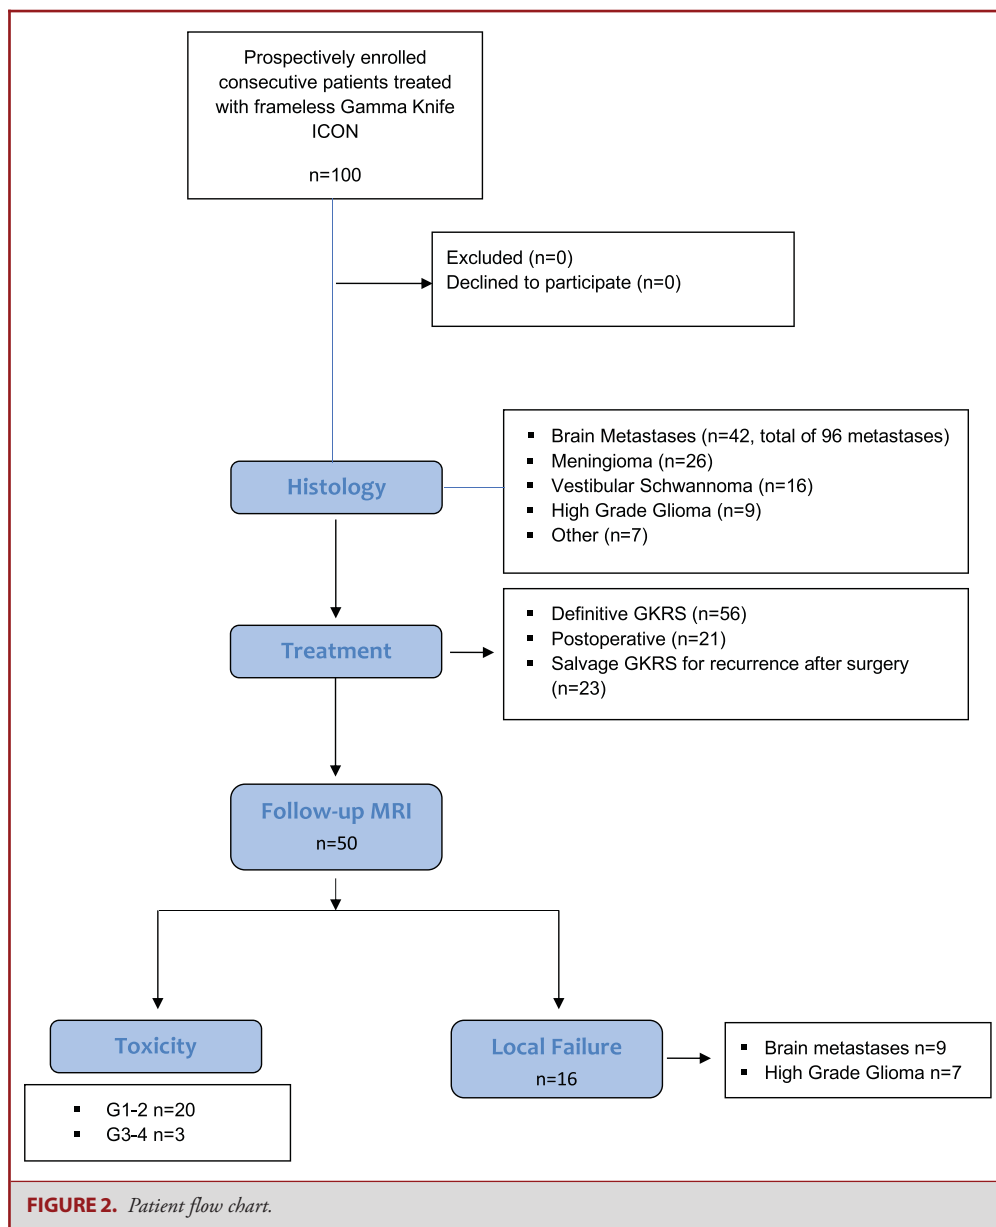 Prospectively enrolled
consecutive patients treated
with frameless Gamma Knife
ICON
n=100
Excluded (n=0)
Declined to participate (n=0)
▪ Brain Metastases (n=42, total of 96 metastases)
▪ Meningioma (n=26)
▪ Vestibular Schwannoma (n=16)
▪ High Grade Glioma (n=9)
▪ Other (n=7)
Histology
▪ Definitive GKRS (n=56)
▪ Postoperative (n=21)
▪ Salvage GKRS for recurrence after surgery
(n=23)
Treatment
Follow-up MRI
n=50
Toxicity
▪ G1-2 n=20
▪ G3-4 n=3
Local Failure
n=16
▪ Brain metastases n=9
▪ High Grade Glioma n=7
FIGURE 2. Patient flow chart.